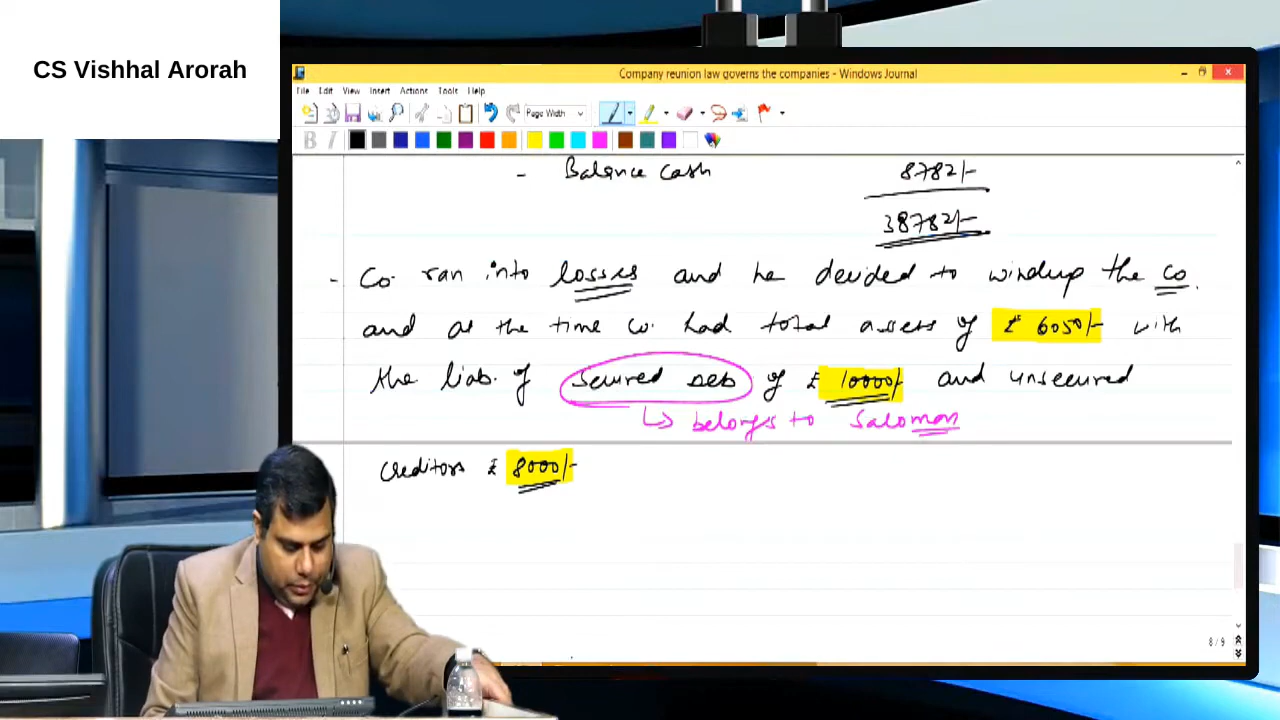 CS Vishhal Arorah
Company reunion law governs the companies - Windows Journal
File Edit View Insert Actions Tools Help
Page Width
B I
- Balance cash 8782/-
38782/-
- Co. ran into losses and he decided to windup the co.
and at the time co. had total assets of £ 6050/- with
the liab. of secured deb of £ 10000/- and unsecured
↳ belongs to Saloman
creditors £ 8000/-
8 / 9